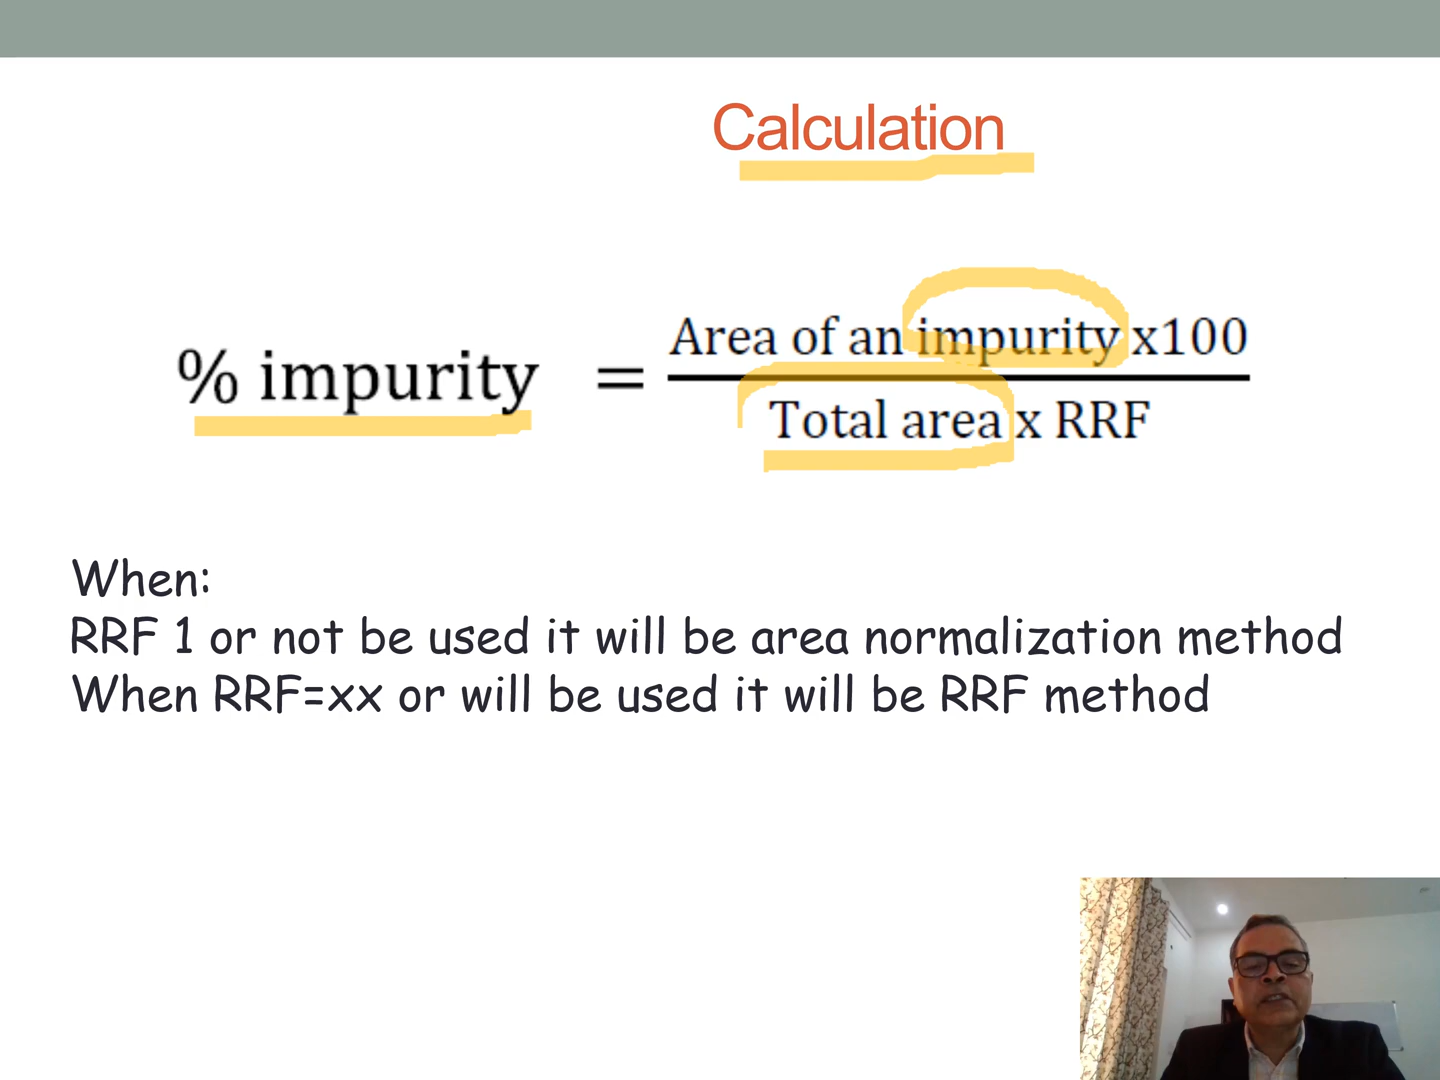 Calculation
% impurity = Area of an impurity x100
Total area x RRF
When:
RRF 1 or not be used it will be area normalization method
When RRF=xx or will be used it will be RRF method